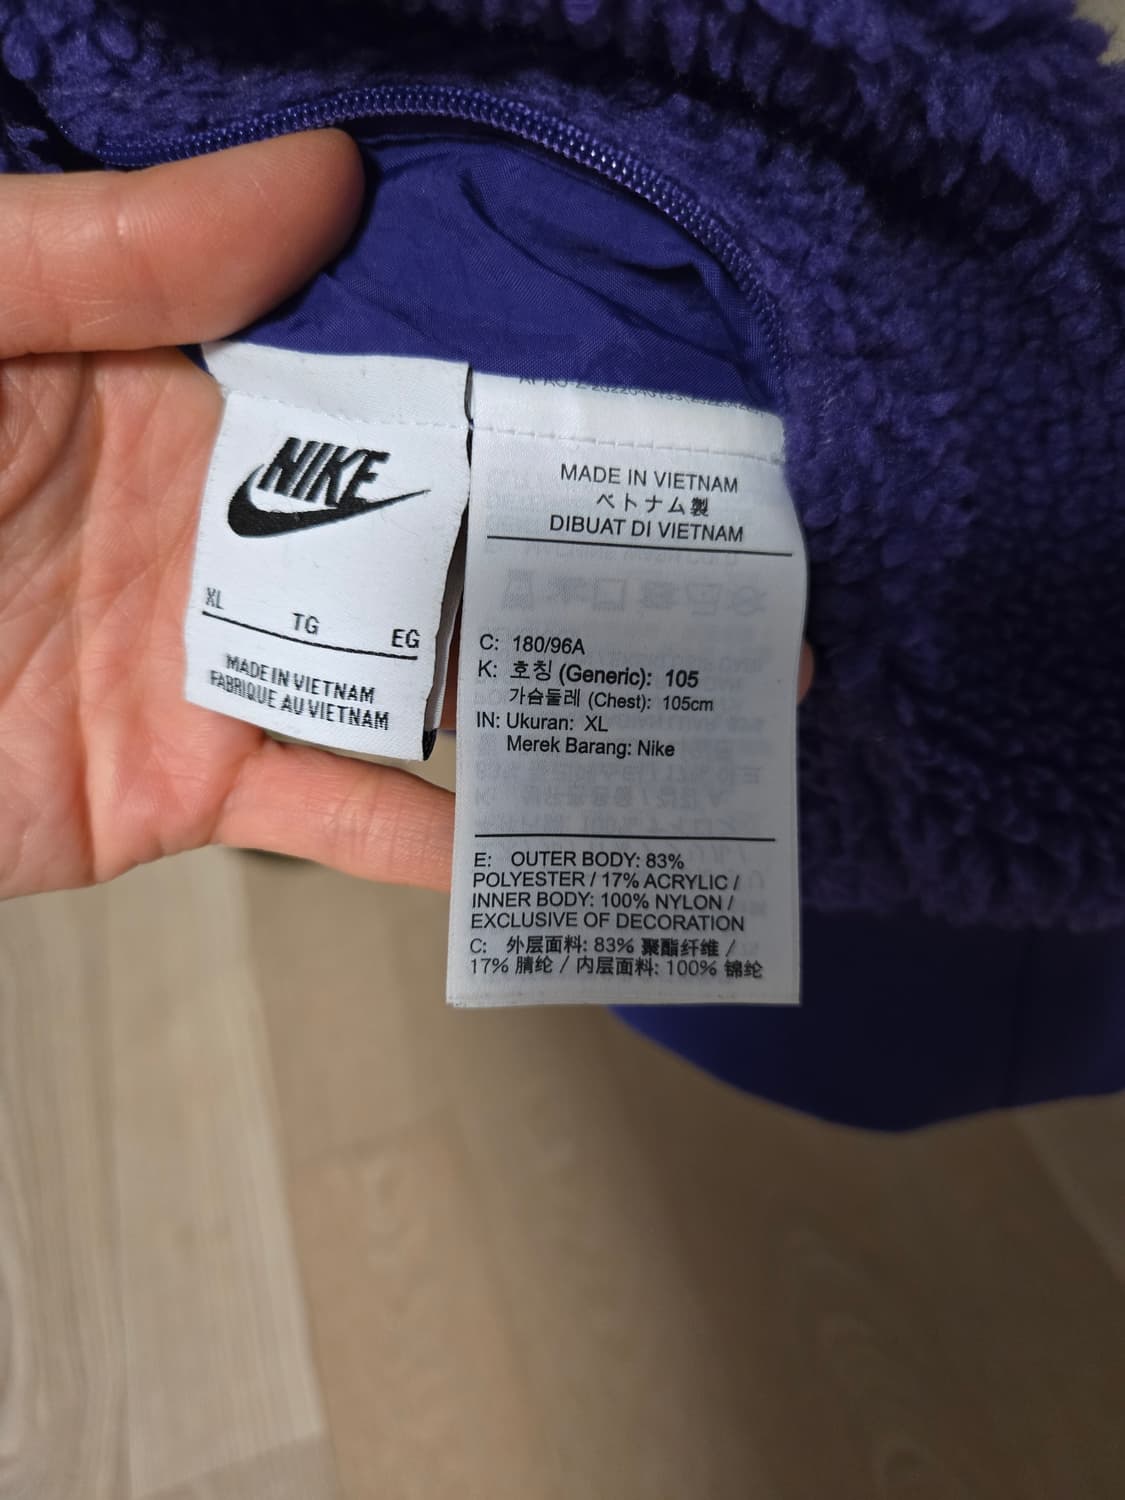 NIKE
XL
TG
EG
MADE IN VIETNAM
FABRIQUE AU VIETNAM
MADE IN VIETNAM
ベトナム製
DIBUAT DI VIETNAM
C: 180/96A
K: 호칭 (Generic): 105
가슴둘레 (Chest): 105cm
IN: Ukuran: XL
Merek Barang: Nike
E: OUTER BODY: 83%
POLYESTER / 17% ACRYLIC /
INNER BODY: 100% NYLON /
EXCLUSIVE OF DECORATION
C: 外层面料: 83% 聚酯纤维 /
17% 腈纶 / 内层面料: 100% 锦纶